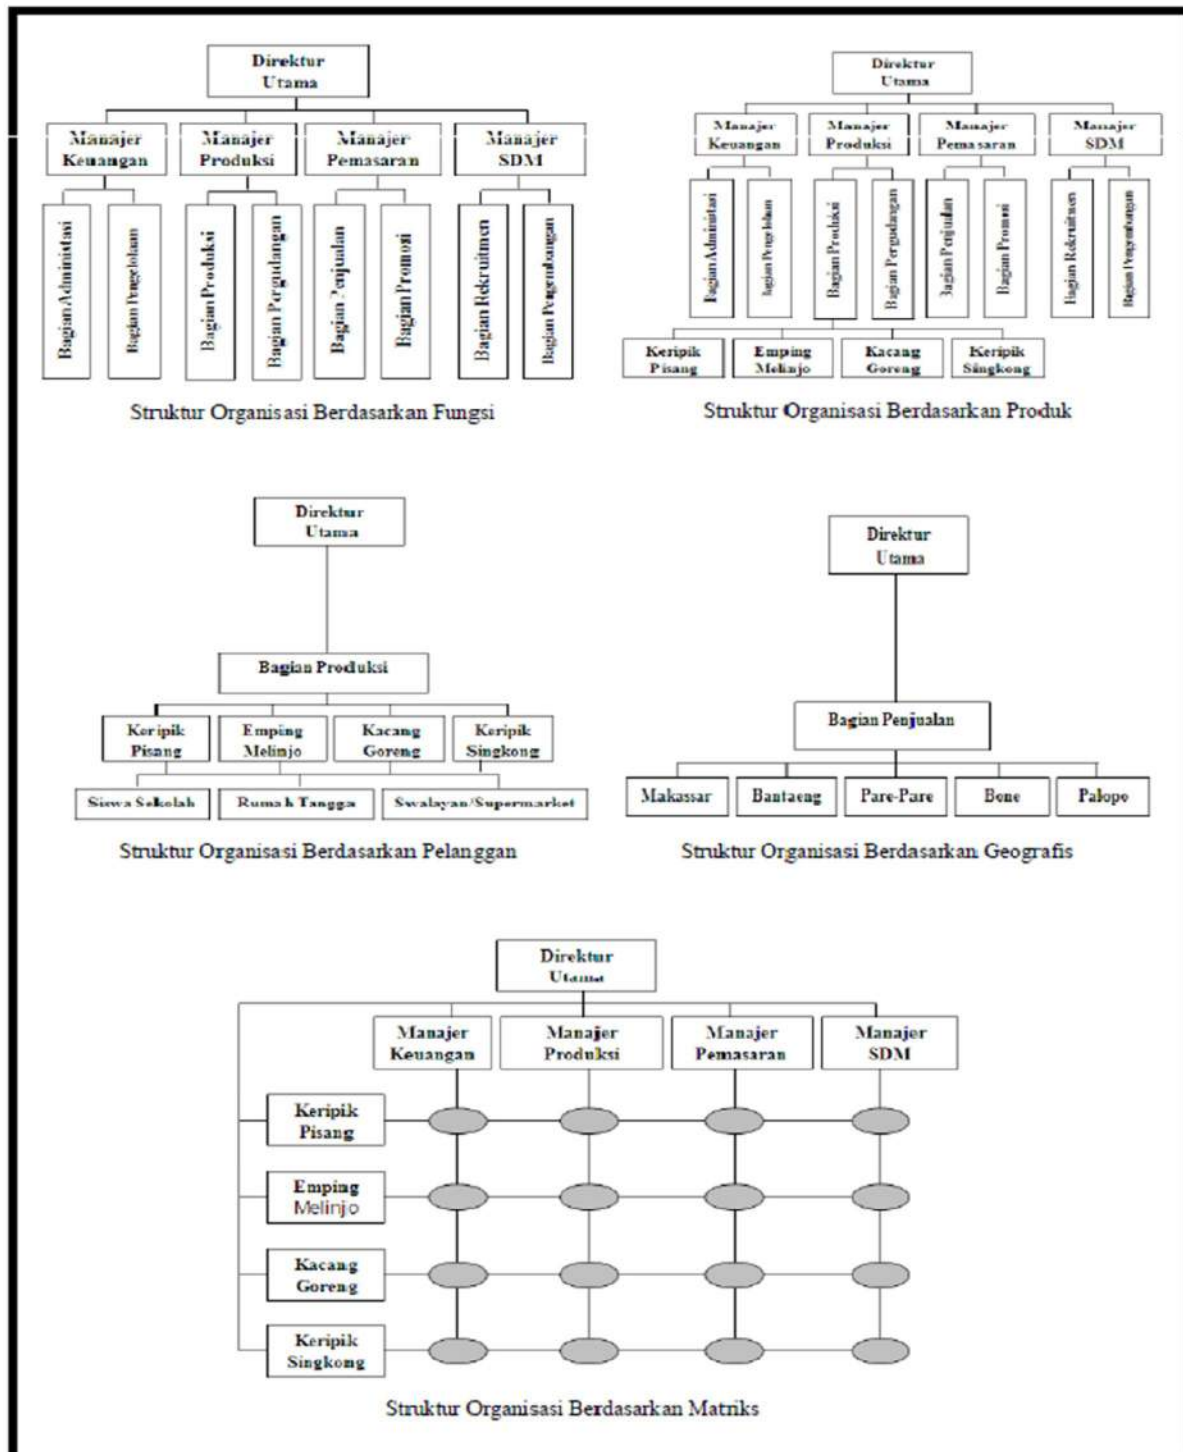 Direktur
Utama
Manajer
Keuangan
Manajer
Produksi
Manajer
Pemasaran
Manajer
SDM
Bagian Administasi
Bagian Pengelolaan
Bagian Produksi
Bagian Pergudangan
Bagian Penjualan
Bagian Promosi
Bagian Rekruitmen
Bagian Pengembangan
Struktur Organisasi Berdasarkan Fungsi
Direktur
Utama
Manajer
Keuangan
Manajer
Produksi
Manajer
Pemasaran
Manajer
SDM
Bagian Administasi
Bagian Pengelolaan
Bagian Produksi
Bagian Pergudangan
Bagian Penjualan
Bagian Promosi
Bagian Rekruitmen
Bagian Pengembangan
Keripik
Pisang
Emping
Melinjo
Kacang
Goreng
Keripik
Singkong
Struktur Organisasi Berdasarkan Produk
Direktur
Utama
Bagian Produksi
Keripik
Pisang
Emping
Melinjo
Kacang
Goreng
Keripik
Singkong
Siswa Sekolah
Rumah Tangga
Swalayan/Supermarket
Struktur Organisasi Berdasarkan Pelanggan
Direktur
Utama
Bagian Penjualan
Makassar
Bantaeng
Pare-Pare
Bone
Palopo
Struktur Organisasi Berdasarkan Geografis
Direktur
Utama
Manajer
Keuangan
Manajer
Produksi
Manajer
Pemasaran
Manajer
SDM
Keripik
Pisang
Emping
Melinjo
Kacang
Goreng
Keripik
Singkong
Struktur Organisasi Berdasarkan Matriks